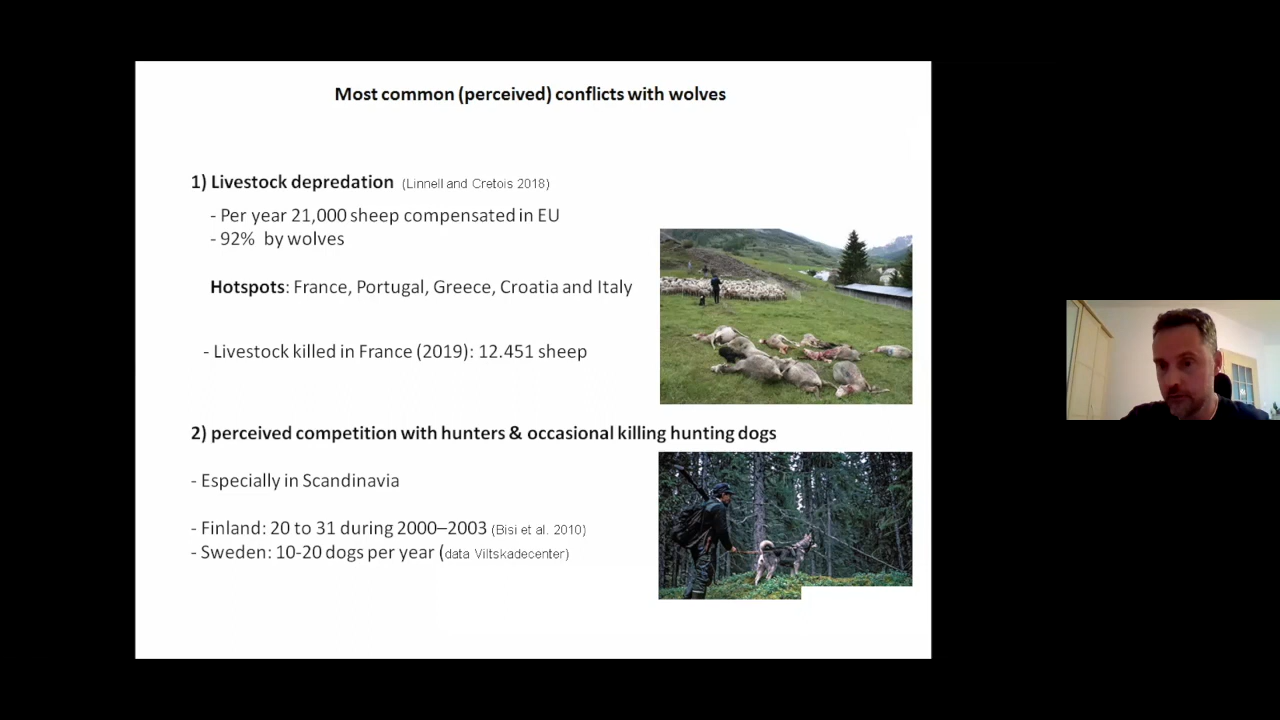 Most common (perceived) conflicts with wolves
1) Livestock depredation (Linnell and Cretois 2018)
- Per year 21,000 sheep compensated in EU
- 92% by wolves
Hotspots: France, Portugal, Greece, Croatia and Italy
- Livestock killed in France (2019): 12.451 sheep
2) perceived competition with hunters & occasional killing hunting dogs
- Especially in Scandinavia
- Finland: 20 to 31 during 2000–2003 (Bisi et al. 2010)
- Sweden: 10-20 dogs per year (data Viltskadecenter)